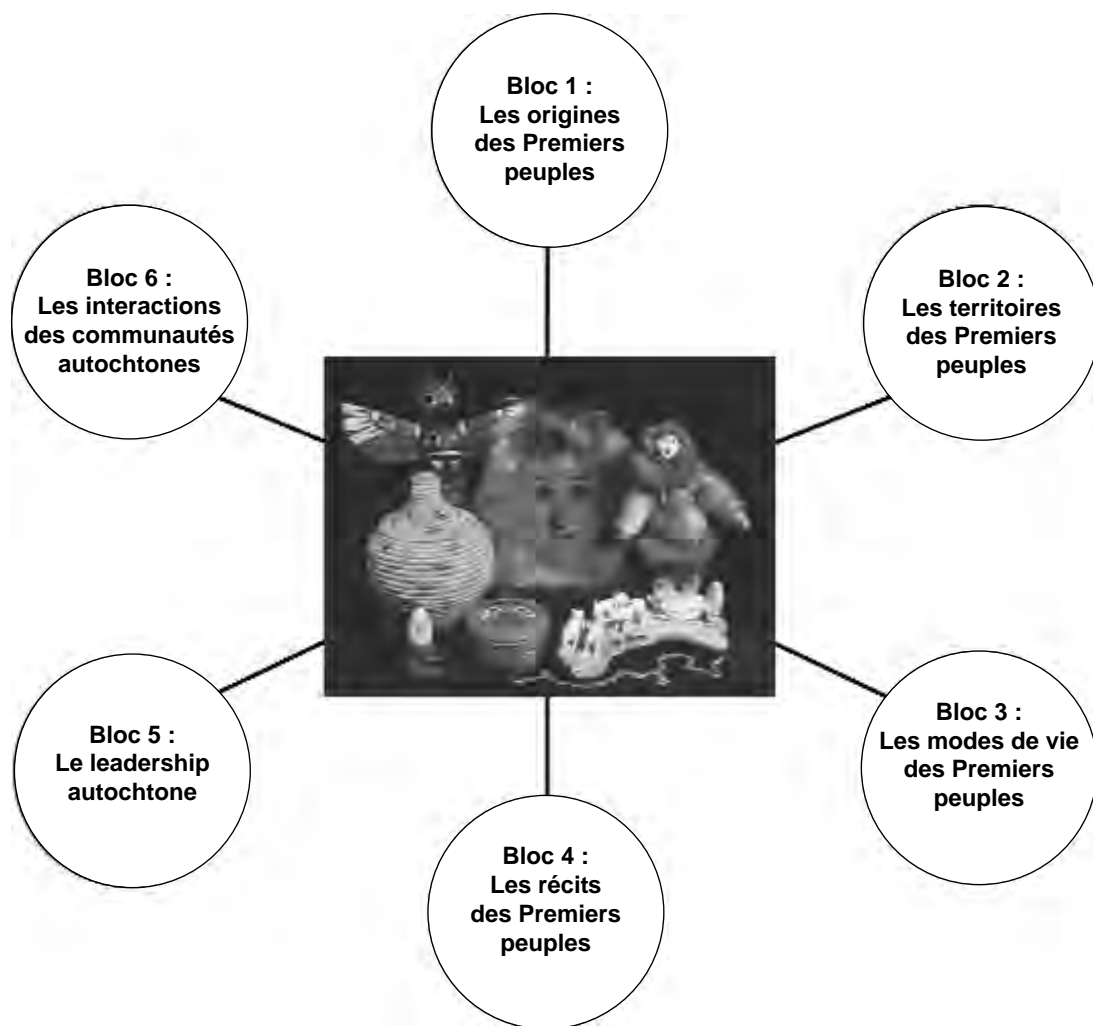 Bloc 1 :
Les origines
des Premiers
peuples
Bloc 2 :
Les territoires
des Premiers
peuples
Bloc 3 :
Les modes de vie
des Premiers
peuples
Bloc 4 :
Les récits
des Premiers
peuples
Bloc 5 :
Le leadership
autochtone
Bloc 6 :
Les interactions
des communautés
autochtones